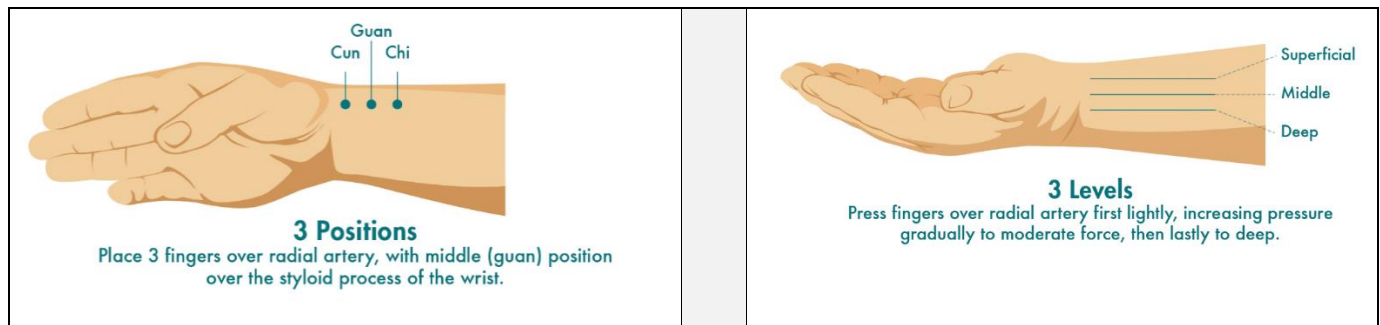 Guan
Cun Chi
3 Positions
Place 3 fingers over radial artery, with middle (guan) position
over the styloid process of the wrist.
Superficial
Middle
Deep
3 Levels
Press fingers over radial artery first lightly, increasing pressure
gradually to moderate force, then lastly to deep.